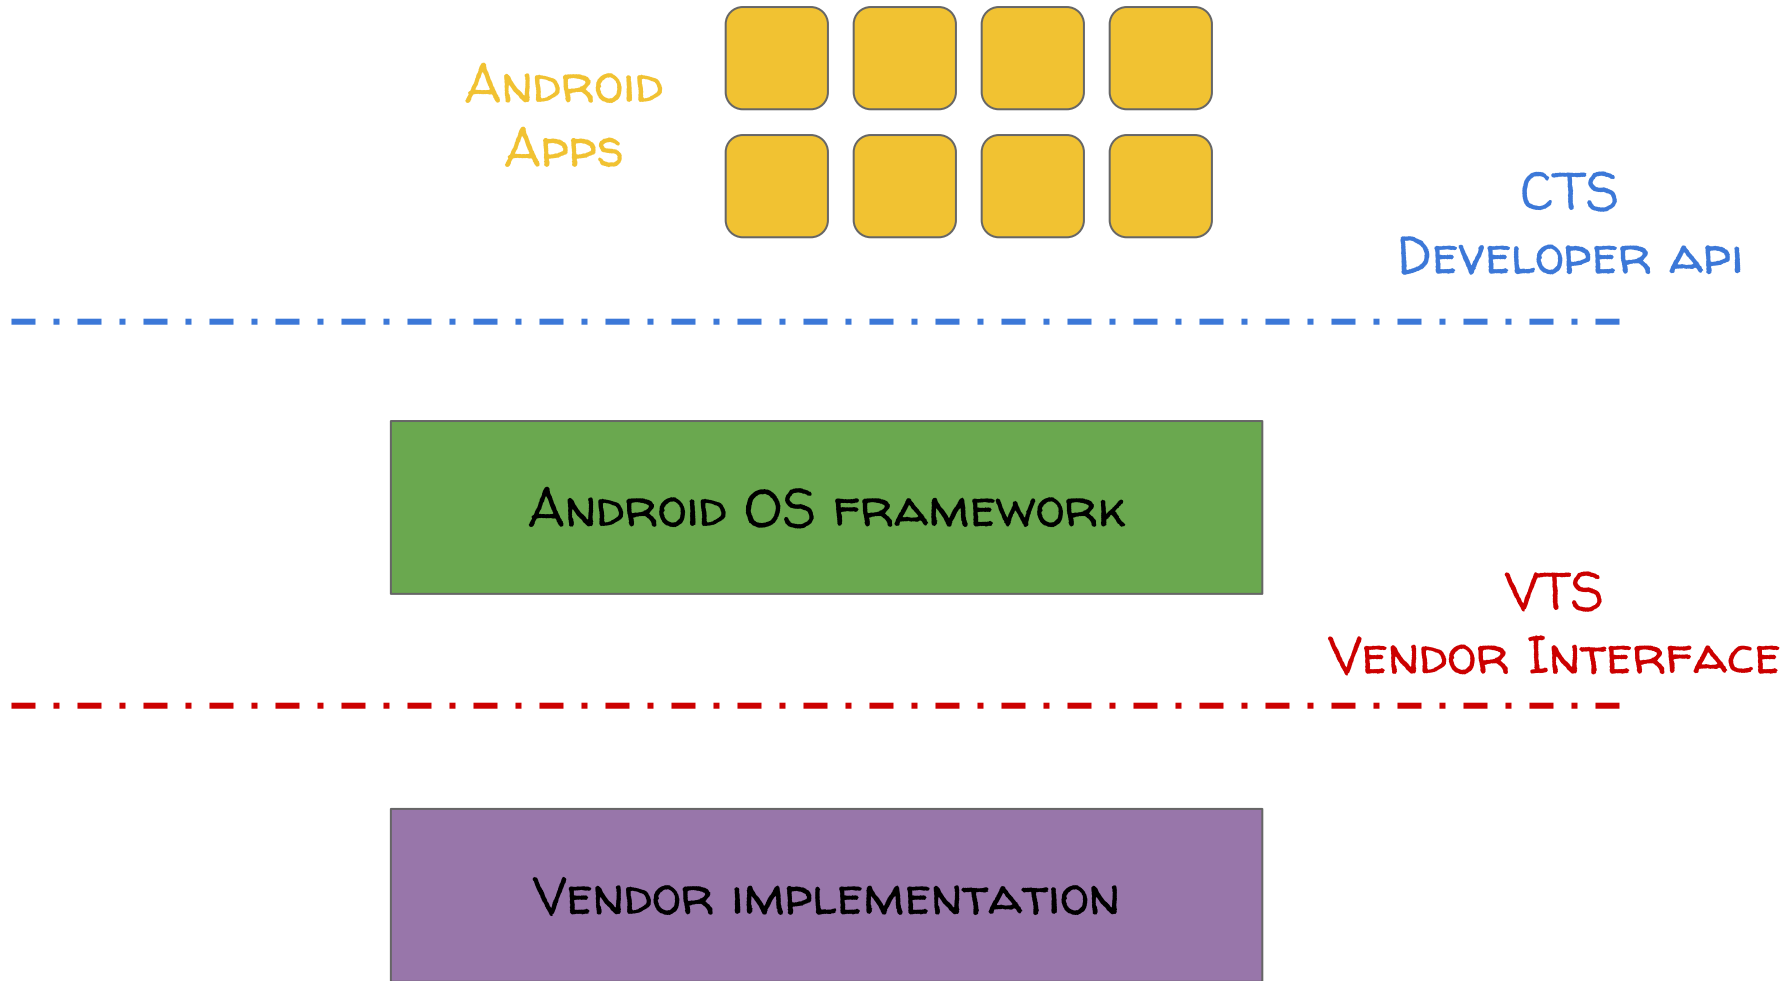 Android
Apps
CTS
Developer api
Android OS framework
VTS
Vendor Interface
Vendor implementation